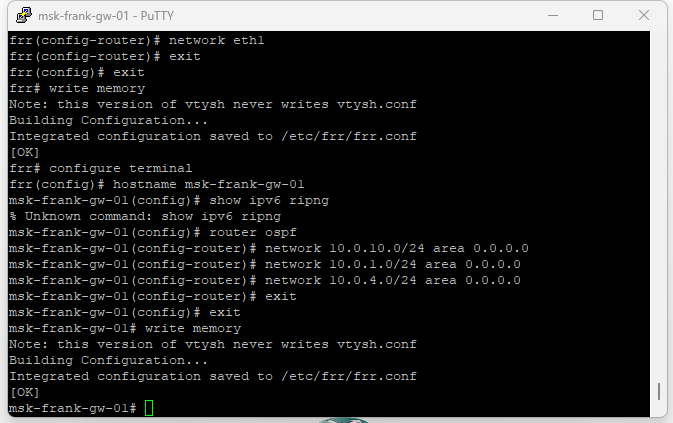 msk-frank-gw-01 - PuTTY
frr(config-router)# network eth1
frr(config-router)# exit
frr(config)# exit
frr# write memory
Note: this version of vtysh never writes vtysh.conf
Building Configuration...
Integrated configuration saved to /etc/frr/frr.conf
[OK]
frr# configure terminal
frr(config)# hostname msk-frank-gw-01
msk-frank-gw-01(config)# show ipv6 ripng
% Unknown command: show ipv6 ripng
msk-frank-gw-01(config)# router ospf
msk-frank-gw-01(config-router)# network 10.0.10.0/24 area 0.0.0.0
msk-frank-gw-01(config-router)# network 10.0.1.0/24 area 0.0.0.0
msk-frank-gw-01(config-router)# network 10.0.4.0/24 area 0.0.0.0
msk-frank-gw-01(config-router)# exit
msk-frank-gw-01(config)# exit
msk-frank-gw-01# write memory
Note: this version of vtysh never writes vtysh.conf
Building Configuration...
Integrated configuration saved to /etc/frr/frr.conf
[OK]
msk-frank-gw-01#